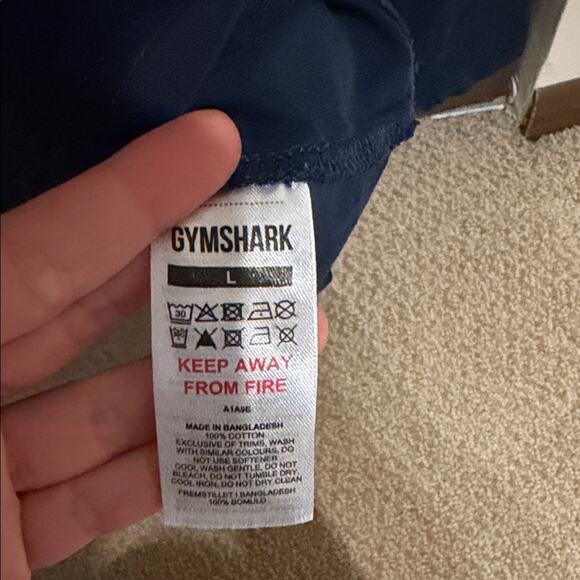 GYMSHARK
L
30
KEEP AWAY
FROM FIRE
A1A9E
MADE IN BANGLADESH
100% COTTON
EXCLUSIVE OF TRIMS, WASH
WITH SIMILAR COLOURS, DO
NOT USE SOFTENER
COOL WASH GENTLE, DO NOT
BLEACH, DO NOT TUMBLE DRY,
COOL IRON, DO NOT DRY CLEAN
FREMSTILLET I BANGLADESH
100% BOMULD